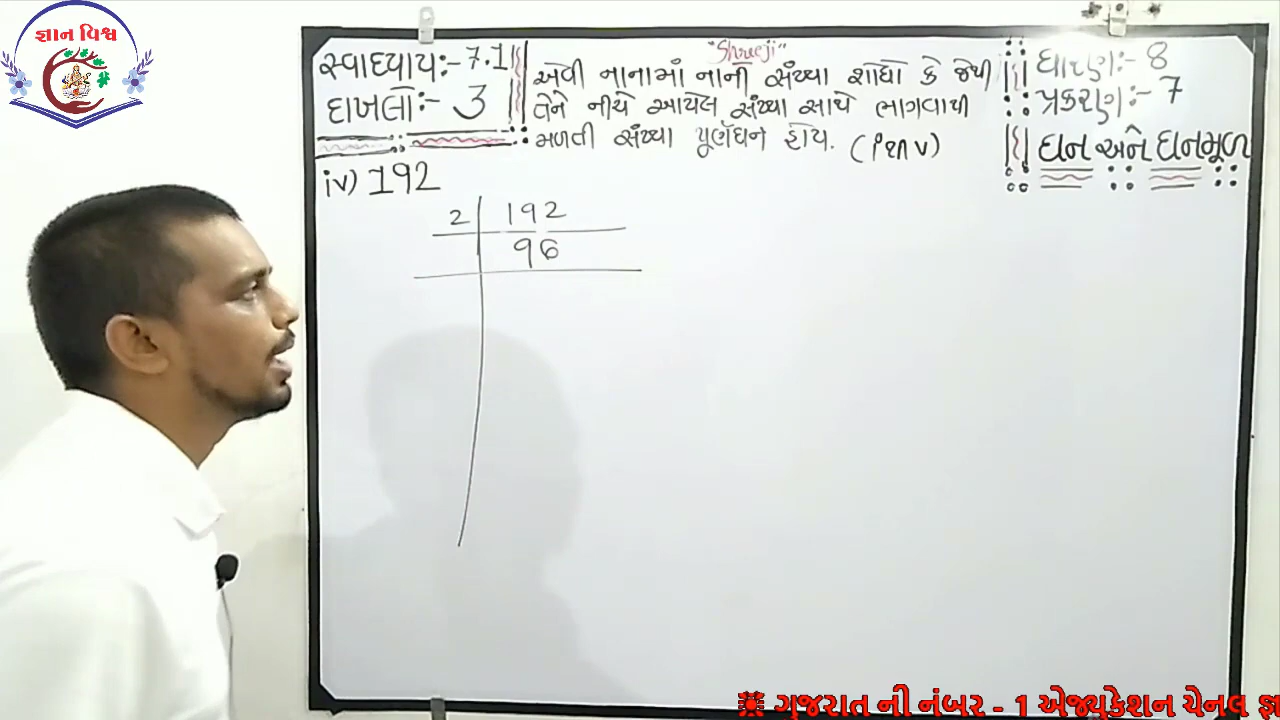 જ્ઞાન વિશ્વ
સ્વાધ્યાયઃ- 7.1
દાખલોઃ- 3
"Shreeji"
એવી નાનામાં નાની સંખ્યા શોધો કે જેથી
તેને નીચે આપેલ સંખ્યા સાથે ભાગવાથી
મળતી સંખ્યા પૂર્ણઘન હોય.
ધોરણઃ- 8
પ્રકરણઃ- 7
ઘન અને ઘનમૂળ
iv) 192
2 192
96
ગુજરાત ની નંબર - 1 એજ્યુકેશન ચેનલ